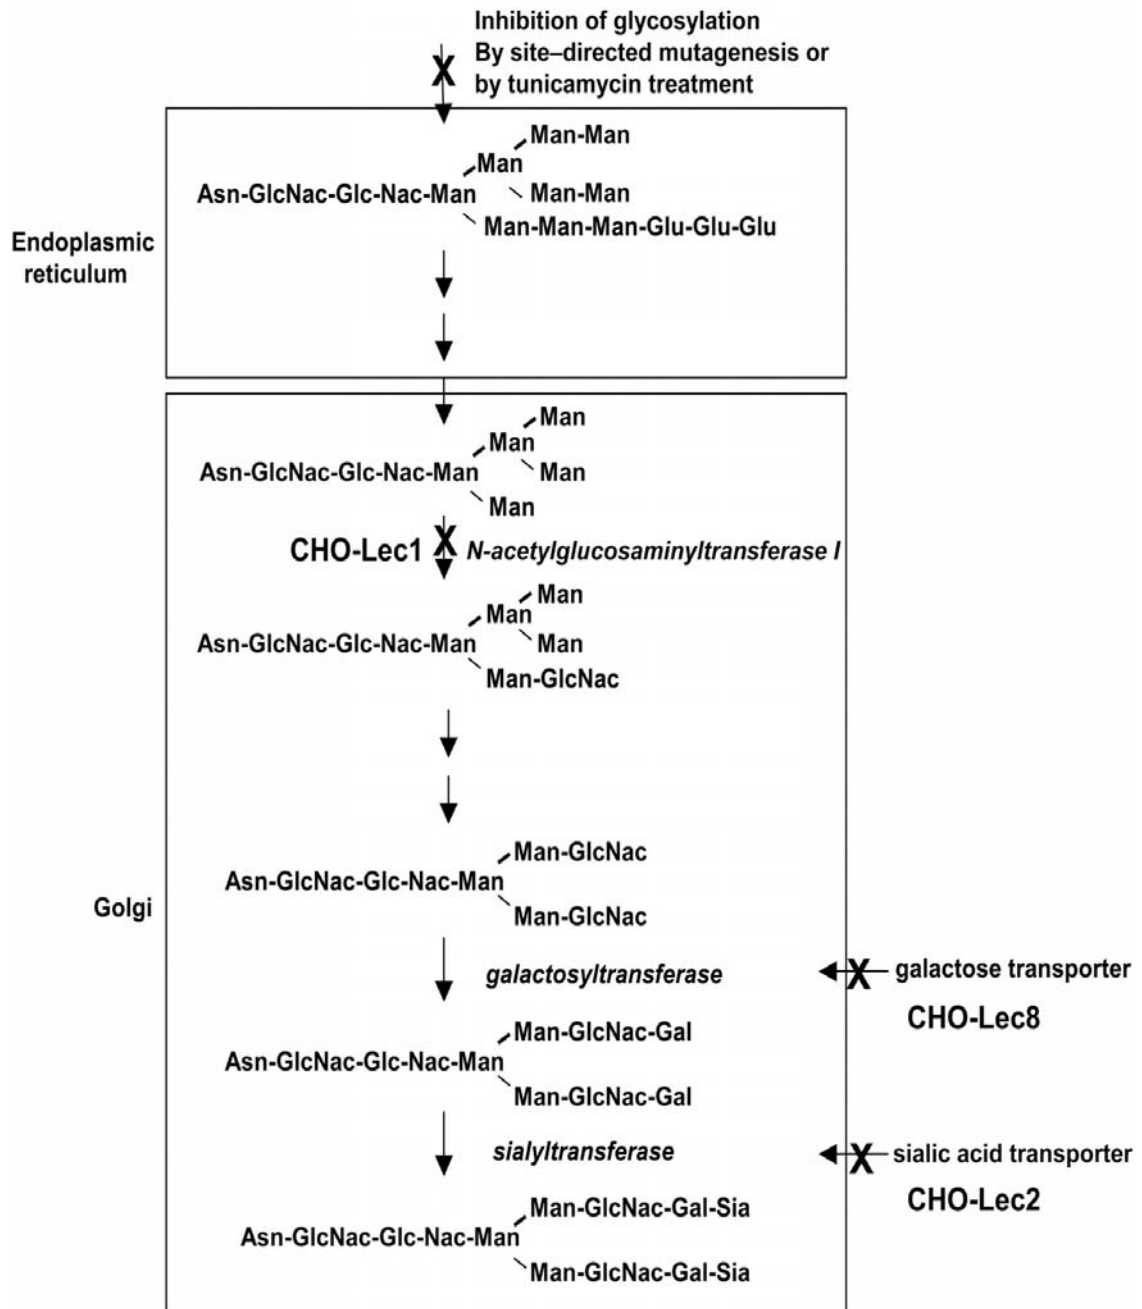 Inhibition of glycosylation
By site–directed mutagenesis or
by tunicamycin treatment
X
Man-Man
Man
Asn-GlcNac-Glc-Nac-Man
Man-Man
Man-Man-Man-Glu-Glu-Glu
Endoplasmic
reticulum
Man
Man
Asn-GlcNac-Glc-Nac-Man
Man
Man
CHO-Lec1
X
N-acetylglucosaminyltransferase I
Man
Man
Asn-GlcNac-Glc-Nac-Man
Man
Man-GlcNac
Man-GlcNac
Asn-GlcNac-Glc-Nac-Man
Man-GlcNac
Golgi
galactosyltransferase
X
galactose transporter
CHO-Lec8
Man-GlcNac-Gal
Asn-GlcNac-Glc-Nac-Man
Man-GlcNac-Gal
sialyltransferase
X
sialic acid transporter
CHO-Lec2
Man-GlcNac-Gal-Sia
Asn-GlcNac-Glc-Nac-Man
Man-GlcNac-Gal-Sia